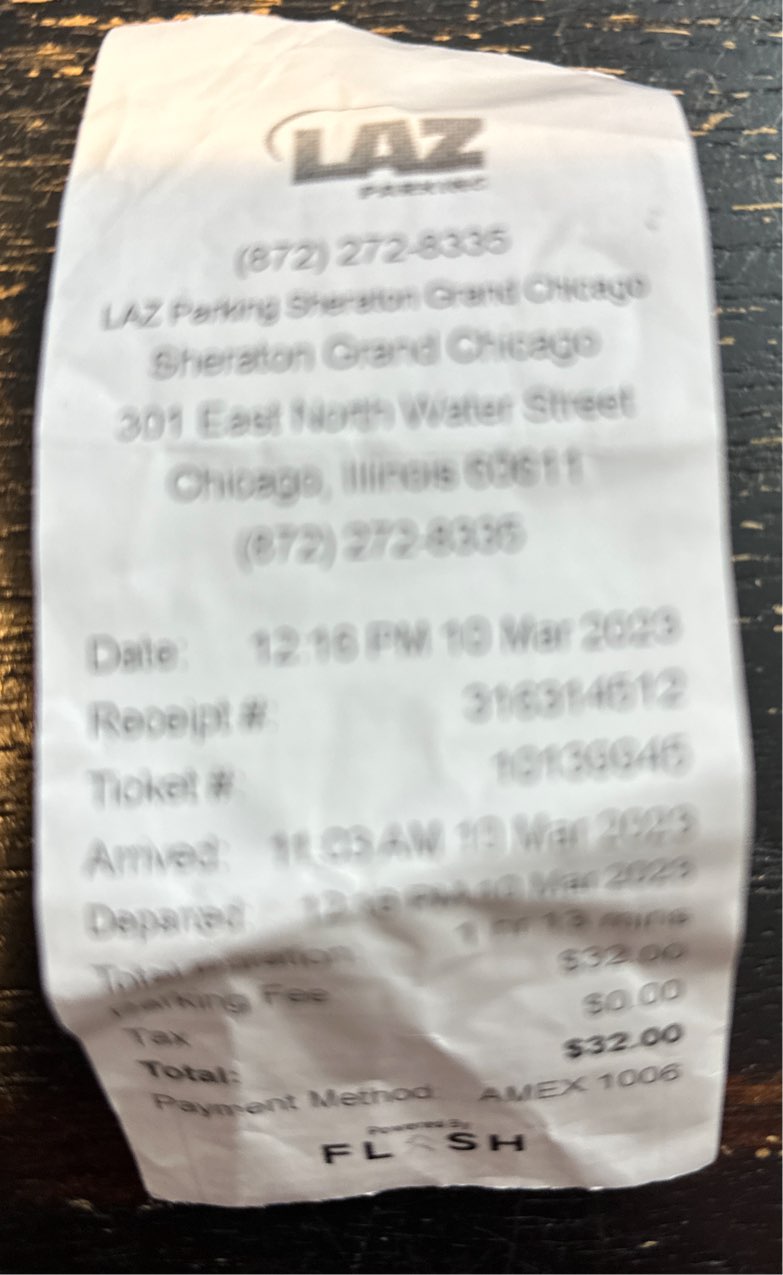 LAZ
PARKING
(872) 272-8335
LAZ Parking Sheraton Grand Chicago
Sheraton Grand Chicago
301 East North Water Street
Chicago, Illinois 60611
(872) 272-8335
Date: 12:16 PM 10 Mar 2023
Receipt #: 316314512
Ticket #:
Arrived: 11:03 AM 10 Mar 2023
Departed: 12:16 PM 10 Mar 2023
Total Duration: 1 hr 13 mins
Parking Fee $32.00
Tax $0.00
Total: $32.00
Payment Method: AMEX 1006
Powered By
FLASH